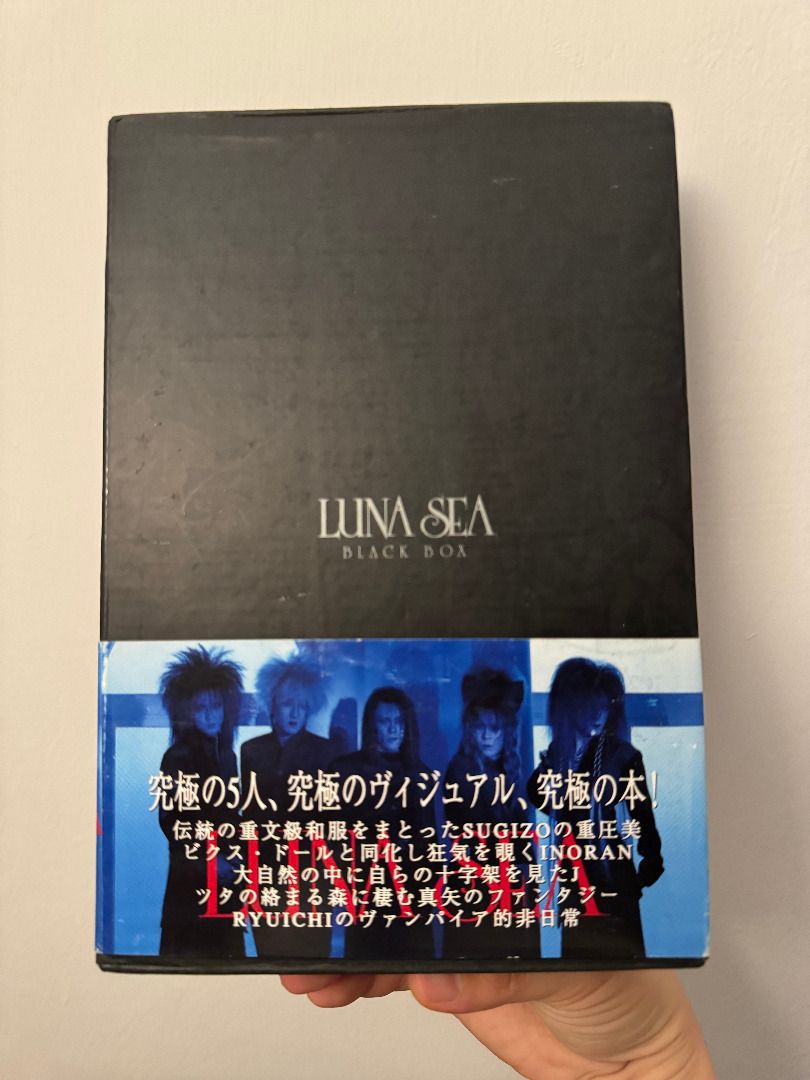 LUNA SEA
BLACK BOX
究極の5人、究極のヴィジュアル、究極の本!
伝統の重文級和服をまとったSUGIZOの重圧美
ビクス・ドールと同化し狂気を覗くINORAN
大自然の中に自らの十字架を見たJ
ツタの絡まる森に棲む真矢のファンタジー
RYUICHIのヴァンパイア的非日常
LUNA SEA